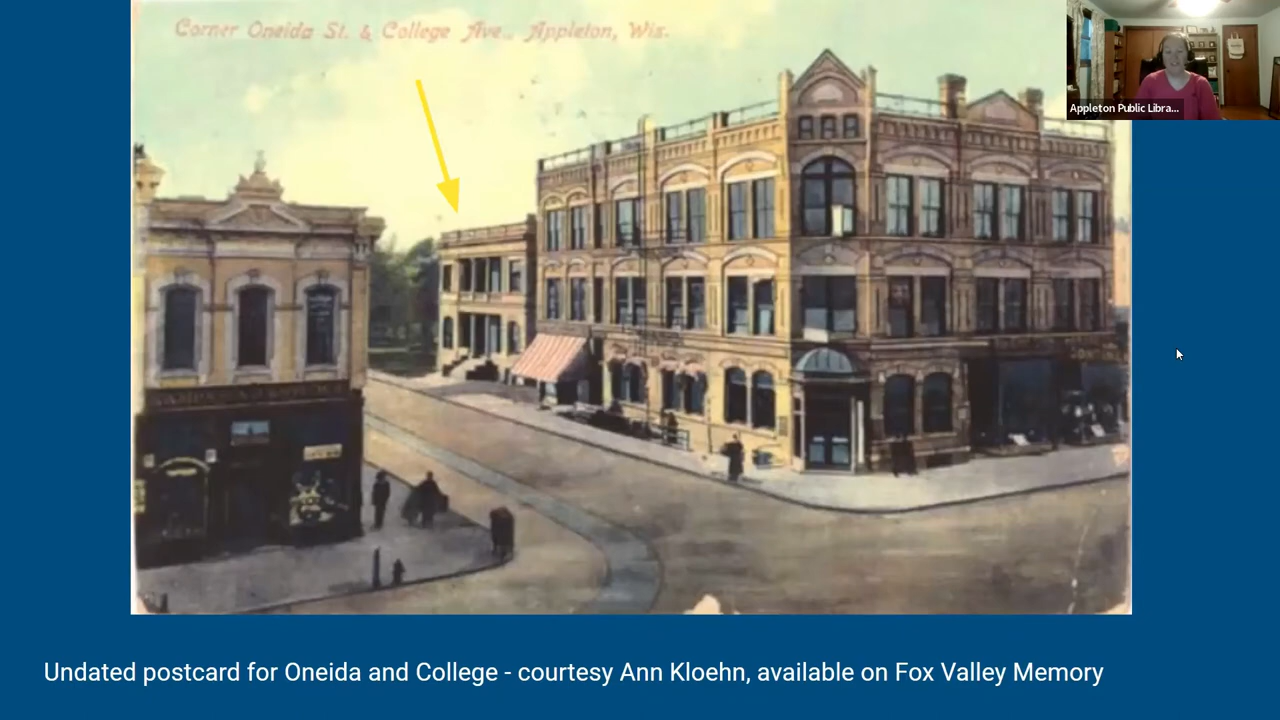 Corner Oneida St. & College Ave., Appleton, Wis.
Appleton Public Libra...
Undated postcard for Oneida and College - courtesy Ann Kloehn, available on Fox Valley Memory